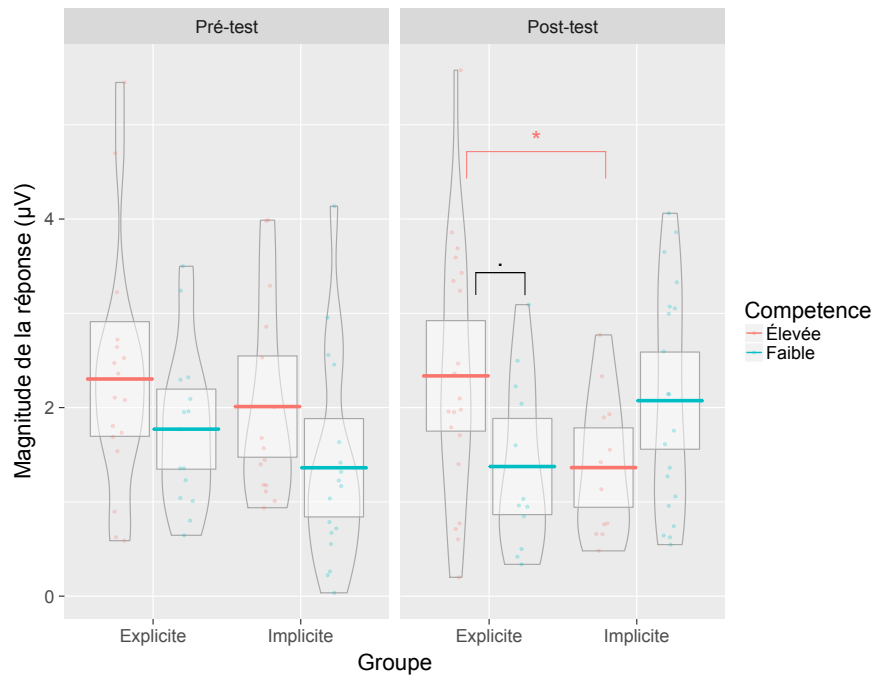 Pré-test
Post-test
Magnitude de la réponse (µV)
4
2
0
*
.
Explicite
Implicite
Explicite
Implicite
Groupe
Competence
Élevée
Faible